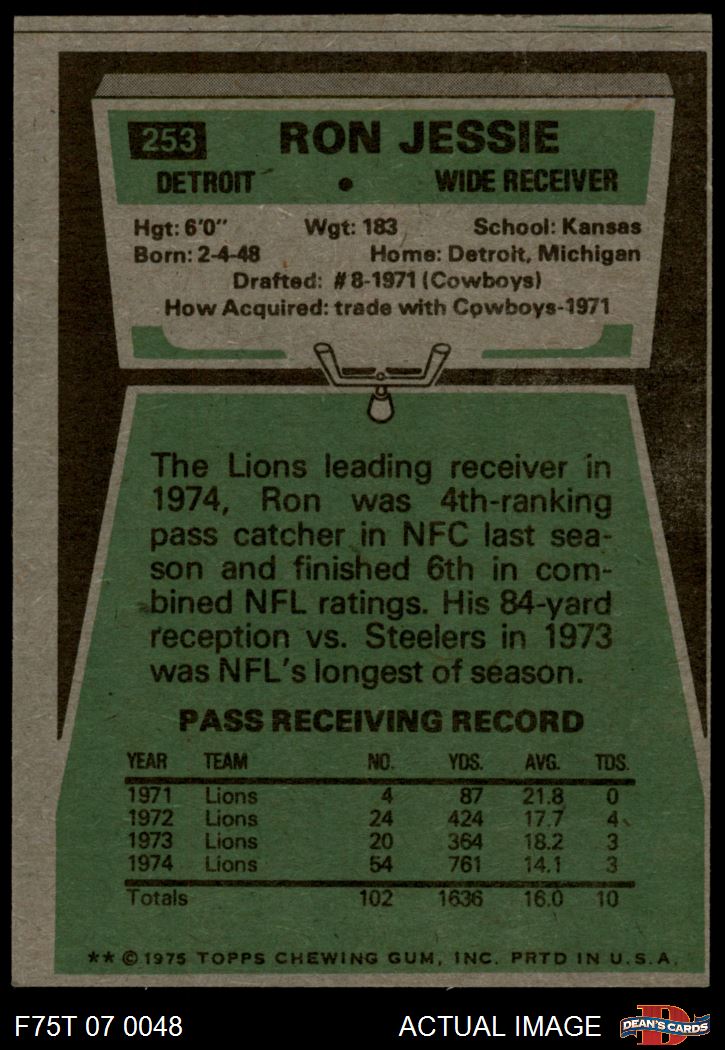 253 RON JESSIE
DETROIT • WIDE RECEIVER
Hgt: 6'0" Wgt: 183 School: Kansas
Born: 2-4-48 Home: Detroit, Michigan
Drafted: #8-1971 (Cowboys)
How Acquired: trade with Cowboys-1971
The Lions leading receiver in
1974, Ron was 4th-ranking
pass catcher in NFC last sea-
son and finished 6th in com-
bined NFL ratings. His 84-yard
reception vs. Steelers in 1973
was NFL's longest of season.
PASS RECEIVING RECORD
YEAR TEAM NO. YDS. AVG. TDS.
1971 Lions 4 87 21.8 0
1972 Lions 24 424 17.7 4
1973 Lions 20 364 18.2 3
1974 Lions 54 761 14.1 3
Totals 102 1636 16.0 10
** © 1975 TOPPS CHEWING GUM, INC. PRTD IN U.S.A.
F75T 07 0048 ACTUAL IMAGE D DEAN'S CARDS